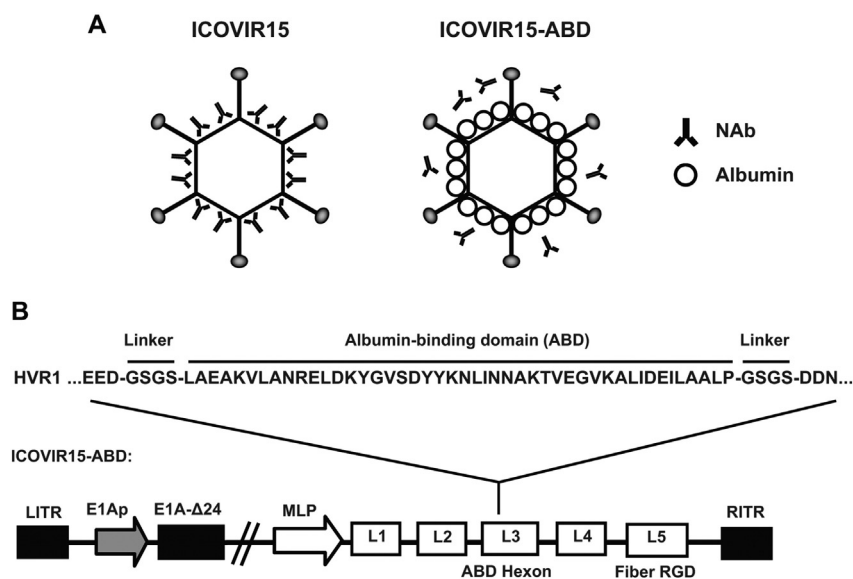 A
ICOVIR15 ICOVIR15-ABD
NAb
Albumin
B
Linker Albumin-binding domain (ABD) Linker
HVR1 ...EED-GSGS-LAEAKVLANRELDKYGVSDYYKNLINNAKTVEGVKALIDEILAALP-GSGS-DDN...
ICOVIR15-ABD:
LITR E1Ap E1A-Δ24 MLP RITR
L1 L2 L3 L4 L5
ABD Hexon Fiber RGD